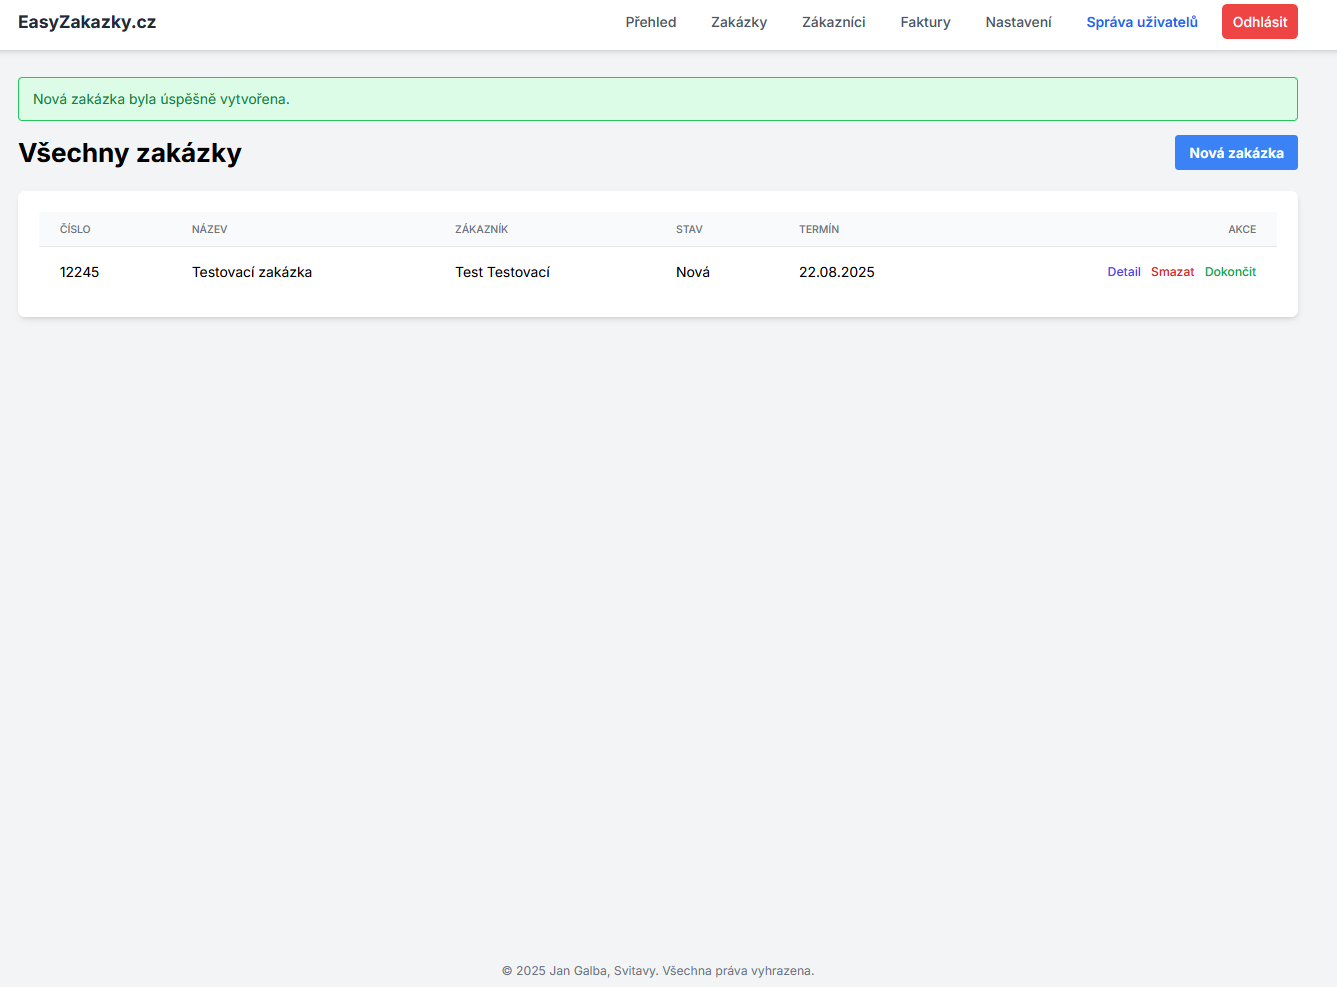 EasyZakazky.cz Přehled Zakázky Zákazníci Faktury Nastavení Správa uživatelů Odhlásit
Nová zakázka byla úspěšně vytvořena.
Všechny zakázky Nová zakázka
ČÍSLO NÁZEV ZÁKAZNÍK STAV TERMÍN AKCE
12245 Testovací zakázka Test Testovací Nová 22.08.2025 Detail Smazat Dokončit
© 2025 Jan Galba, Svitavy. Všechna práva vyhrazena.